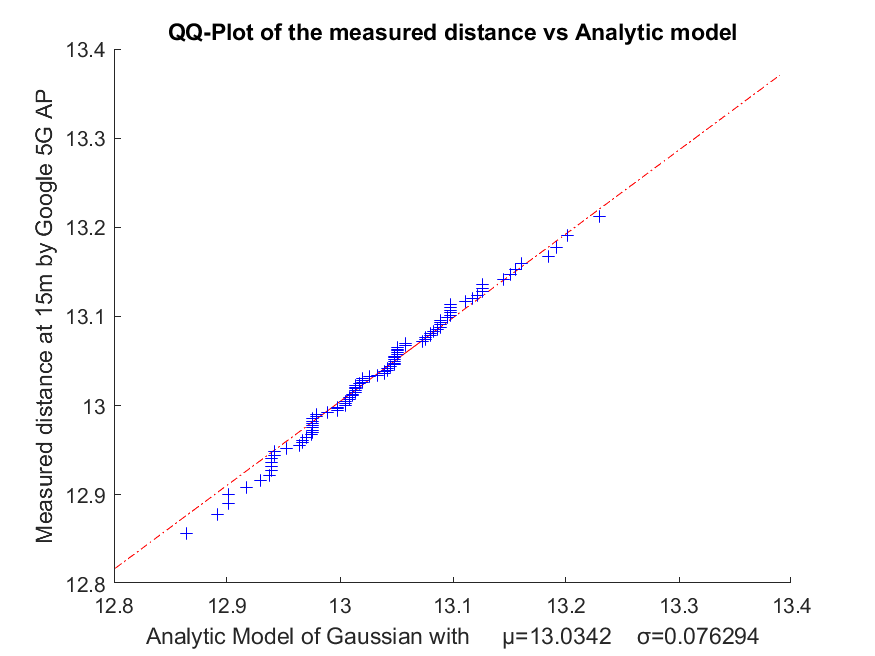 QQ-Plot of the measured distance vs Analytic model
13.4
13.3
13.2
13.1
13
12.9
12.8
Measured distance at 15m by Google 5G AP
12.8 12.9 13 13.1 13.2 13.3 13.4
Analytic Model of Gaussian with μ=13.0342 σ=0.076294